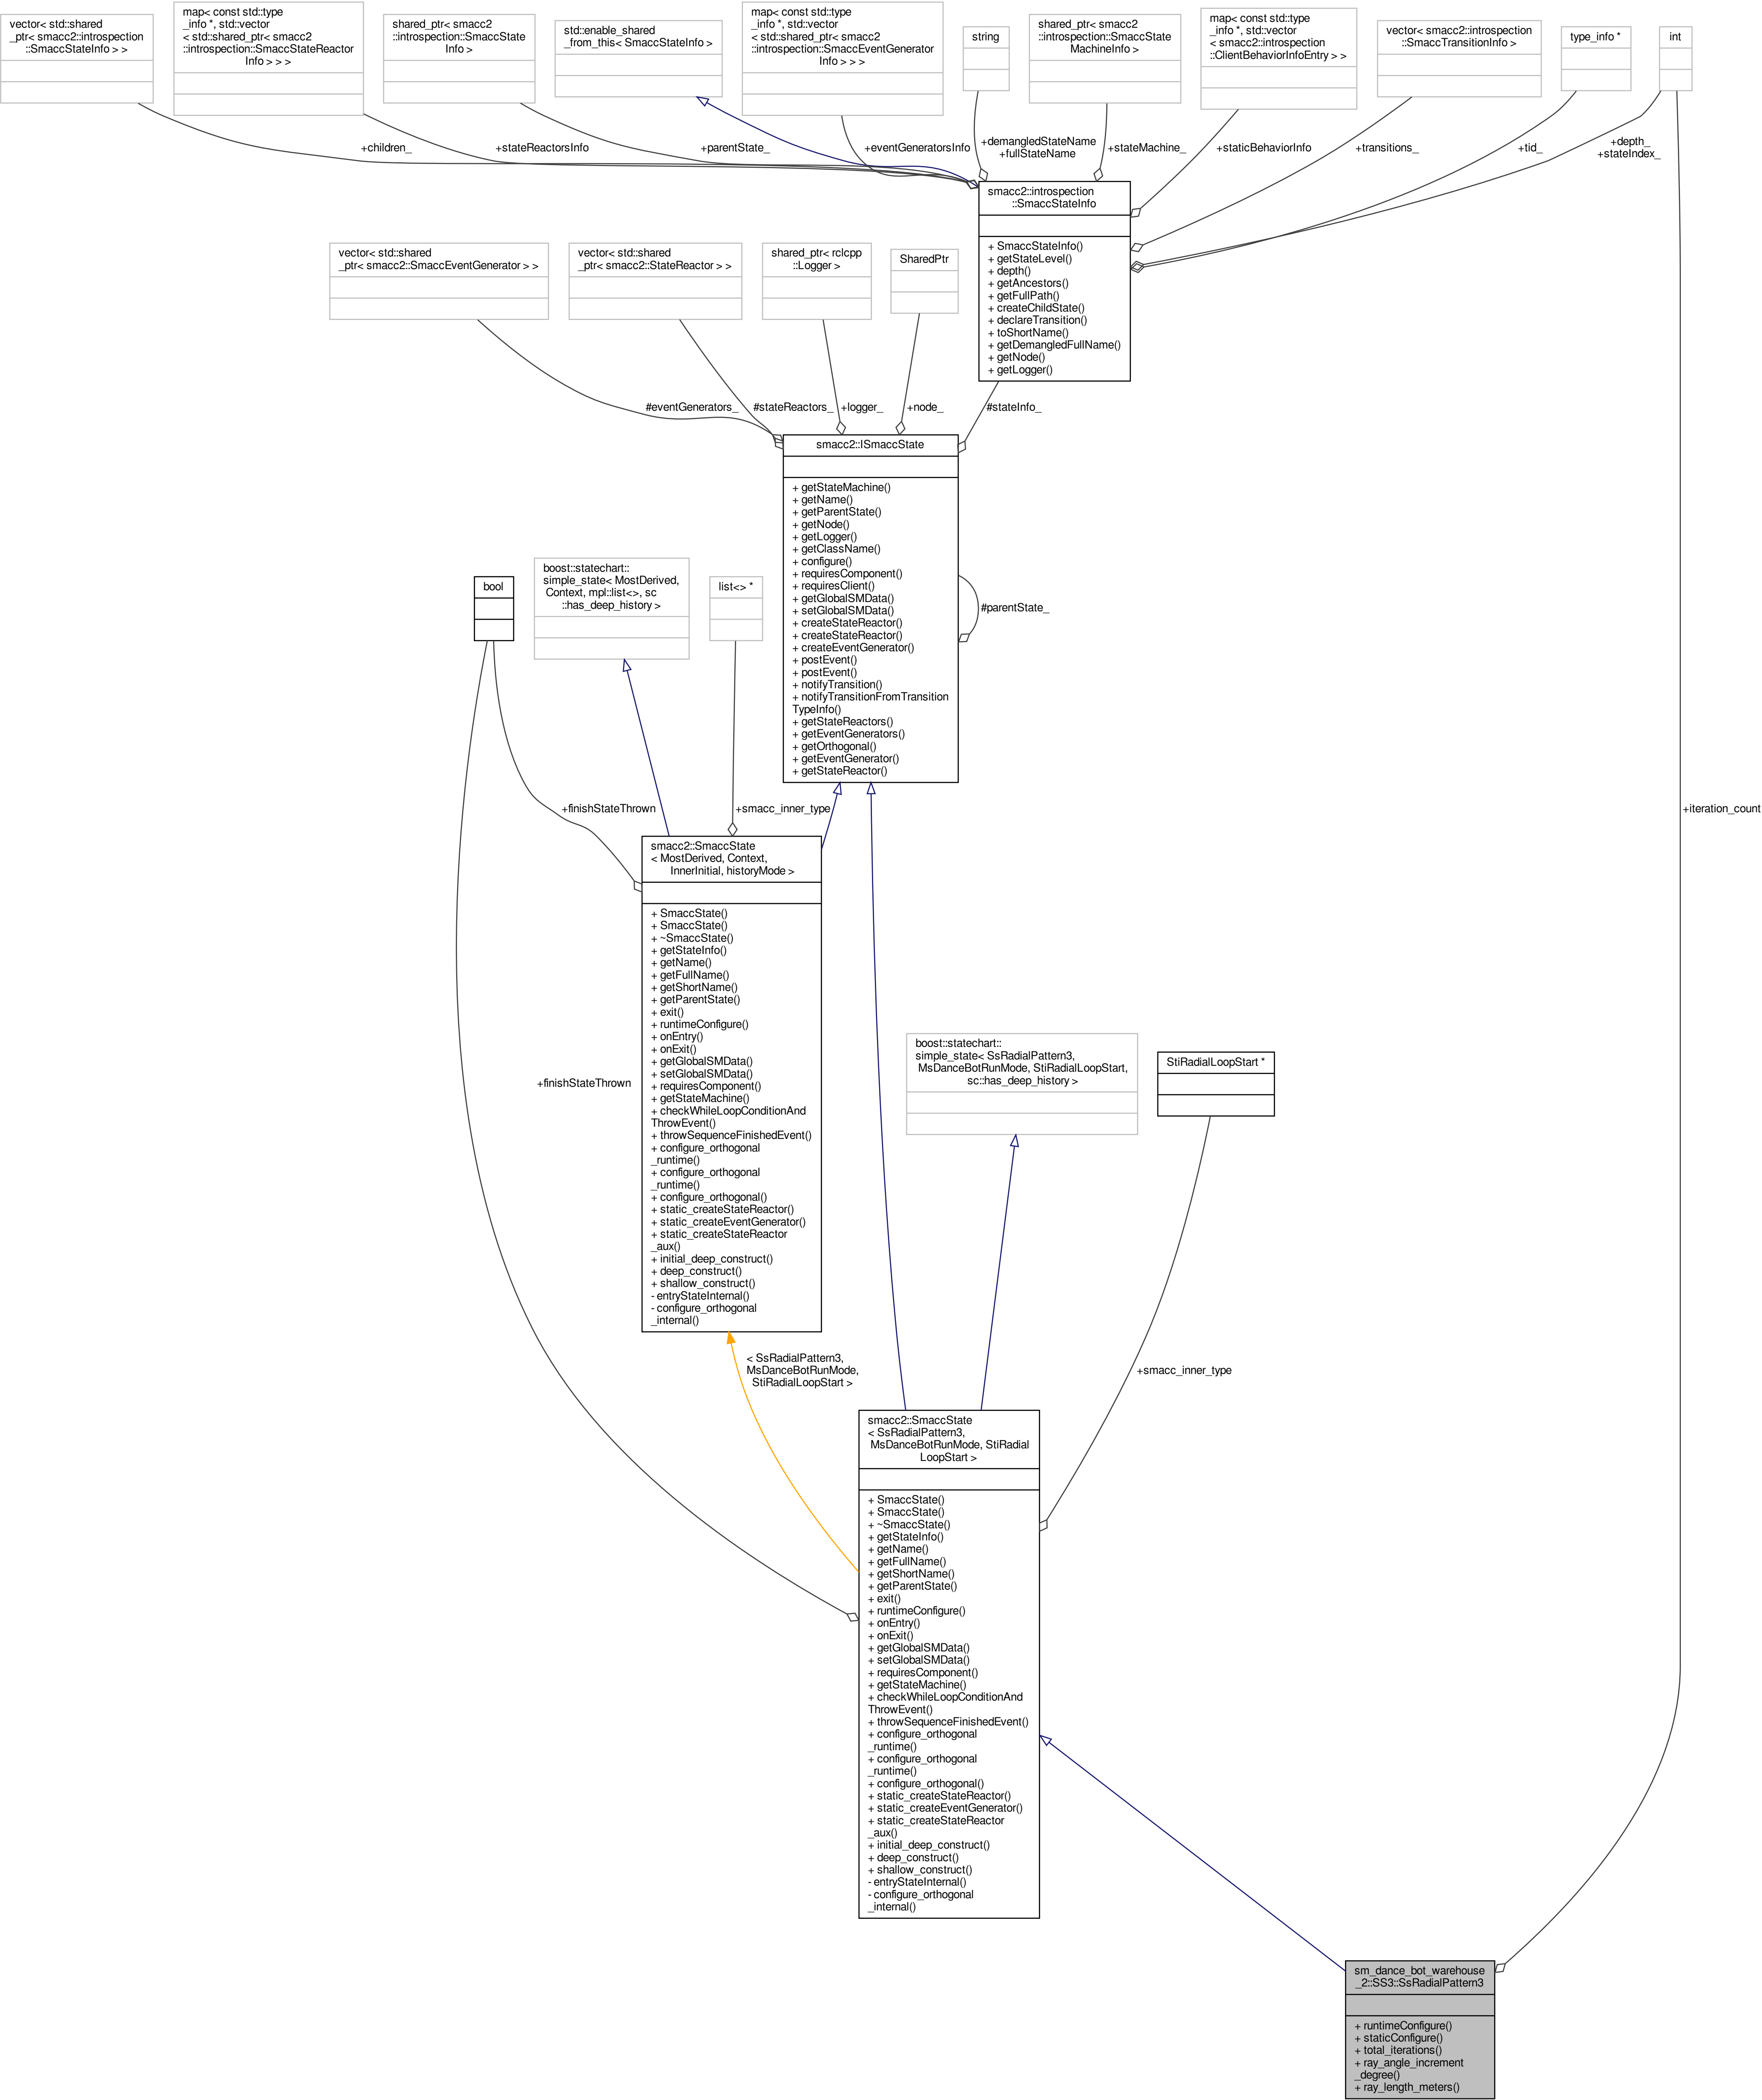 vector< std::shared
_ptr< smacc2::introspection
::SmaccStateInfo > >
map< const std::type
_info *, std::vector
< std::shared_ptr< smacc2
::introspection::SmaccStateReactor
Info > > >
shared_ptr< smacc2
::introspection::SmaccState
Info >
std::enable_shared
_from_this< SmaccStateInfo >
map< const std::type
_info *, std::vector
< std::shared_ptr< smacc2
::introspection::SmaccEventGenerator
Info > > >
string
shared_ptr< smacc2
::introspection::SmaccState
MachineInfo >
map< const std::type
_info *, std::vector
< smacc2::introspection
::ClientBehaviorInfoEntry > >
vector< smacc2::introspection
::SmaccTransitionInfo >
type_info *
int
+children_
+stateReactorsInfo
+parentState_
+eventGeneratorsInfo
+demangledStateName
+fullStateName
+stateMachine_
+staticBehaviorInfo
+transitions_
+tid_
+depth_
+stateIndex_
smacc2::introspection
::SmaccStateInfo
+ SmaccStateInfo()
+ getStateLevel()
+ depth()
+ getAncestors()
+ getFullPath()
+ createChildState()
+ declareTransition()
+ toShortName()
+ getDemangledFullName()
+ getNode()
+ getLogger()
vector< std::shared
_ptr< smacc2::SmaccEventGenerator > >
vector< std::shared
_ptr< smacc2::StateReactor > >
shared_ptr< rclcpp
::Logger >
SharedPtr
#eventGenerators_
#stateReactors_
+logger_
+node_
#stateInfo_
smacc2::ISmaccState
+ getStateMachine()
+ getName()
+ getParentState()
+ getNode()
+ getLogger()
+ getClassName()
+ configure()
+ requiresComponent()
+ requiresClient()
+ getGlobalSMData()
+ setGlobalSMData()
+ createStateReactor()
+ createStateReactor()
+ createEventGenerator()
+ postEvent()
+ postEvent()
+ notifyTransition()
+ notifyTransitionFromTransition
TypeInfo()
+ getStateReactors()
+ getEventGenerators()
+ getOrthogonal()
+ getEventGenerator()
+ getStateReactor()
#parentState_
bool
boost::statechart::
simple_state< MostDerived,
Context, mpl::list<>, sc
::has_deep_history >
list<> *
+finishStateThrown
+smacc_inner_type
+iteration_count
smacc2::SmaccState
< MostDerived, Context,
InnerInitial, historyMode >
+ SmaccState()
+ SmaccState()
+ ~SmaccState()
+ getStateInfo()
+ getName()
+ getFullName()
+ getShortName()
+ getParentState()
+ exit()
+ runtimeConfigure()
+ onEntry()
+ onExit()
+ getGlobalSMData()
+ setGlobalSMData()
+ requiresComponent()
+ getStateMachine()
+ checkWhileLoopConditionAnd
ThrowEvent()
+ throwSequenceFinishedEvent()
+ configure_orthogonal
_runtime()
+ configure_orthogonal
_runtime()
+ configure_orthogonal()
+ static_createStateReactor()
+ static_createEventGenerator()
+ static_createStateReactor
_aux()
+ initial_deep_construct()
+ deep_construct()
+ shallow_construct()
- entryStateInternal()
- configure_orthogonal
_internal()
+finishStateThrown
boost::statechart::
simple_state< SsRadialPattern3,
MsDanceBotRunMode, StiRadialLoopStart,
sc::has_deep_history >
StiRadialLoopStart *
< SsRadialPattern3,
MsDanceBotRunMode,
StiRadialLoopStart >
+smacc_inner_type
smacc2::SmaccState
< SsRadialPattern3,
MsDanceBotRunMode, StiRadial
LoopStart >
+ SmaccState()
+ SmaccState()
+ ~SmaccState()
+ getStateInfo()
+ getName()
+ getFullName()
+ getShortName()
+ getParentState()
+ exit()
+ runtimeConfigure()
+ onEntry()
+ onExit()
+ getGlobalSMData()
+ setGlobalSMData()
+ requiresComponent()
+ getStateMachine()
+ checkWhileLoopConditionAnd
ThrowEvent()
+ throwSequenceFinishedEvent()
+ configure_orthogonal
_runtime()
+ configure_orthogonal
_runtime()
+ configure_orthogonal()
+ static_createStateReactor()
+ static_createEventGenerator()
+ static_createStateReactor
_aux()
+ initial_deep_construct()
+ deep_construct()
+ shallow_construct()
- entryStateInternal()
- configure_orthogonal
_internal()
sm_dance_bot_warehouse
_2::SS3::SsRadialPattern3
+ runtimeConfigure()
+ staticConfigure()
+ total_iterations()
+ ray_angle_increment
_degree()
+ ray_length_meters()